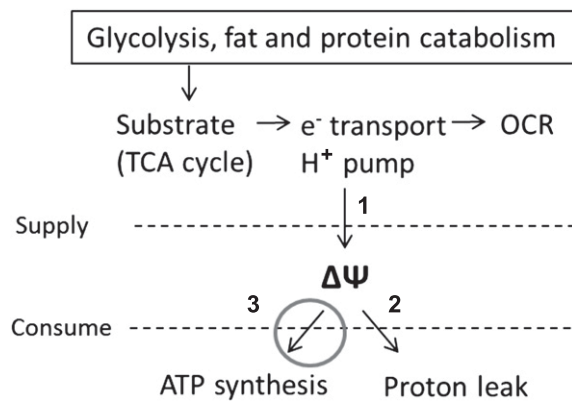 Glycolysis, fat and protein catabolism
Substrate → e⁻ transport → OCR
(TCA cycle) H⁺ pump
1
Supply
ΔΨ
3 2
Consume
ATP synthesis Proton leak